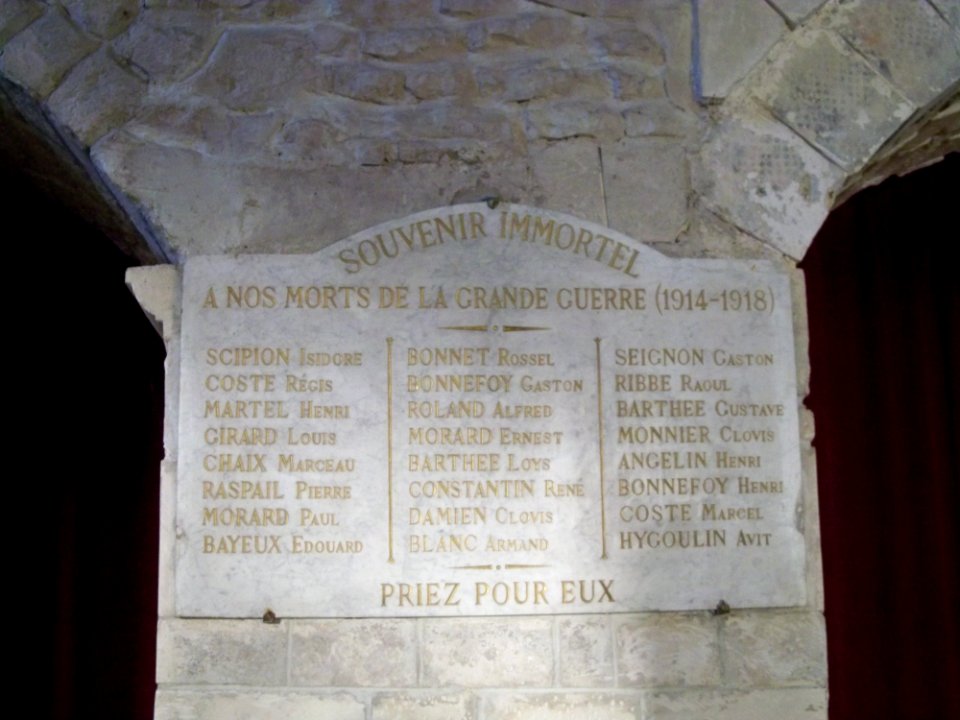 SOUVENIR IMMORTEL
A NOS MORTS DE LA GRANDE GUERRE (1914-1918)
SCIPION ISIDORE
COSTE RÉGIS
MARTEL HENRI
GIRARD LOUIS
CHAIX MARCEAU
RASPAIL PIERRE
MORARD PAUL
BAYEUX EDOUARD
BONNET ROSSEL
BONNEFOY GASTON
ROLAND ALFRED
MORARD ERNEST
BARTHEE LOYS
CONSTANTIN RENÉ
DAMIEN CLOVIS
BLANC ARMAND
SEIGNON GASTON
RIBBE RAOUL
BARTHEE GUSTAVE
MONNIER CLOVIS
ANGELIN HENRI
BONNEFOY HENRI
COSTE MARCEL
HYGOULIN AVIT
PRIEZ POUR EUX